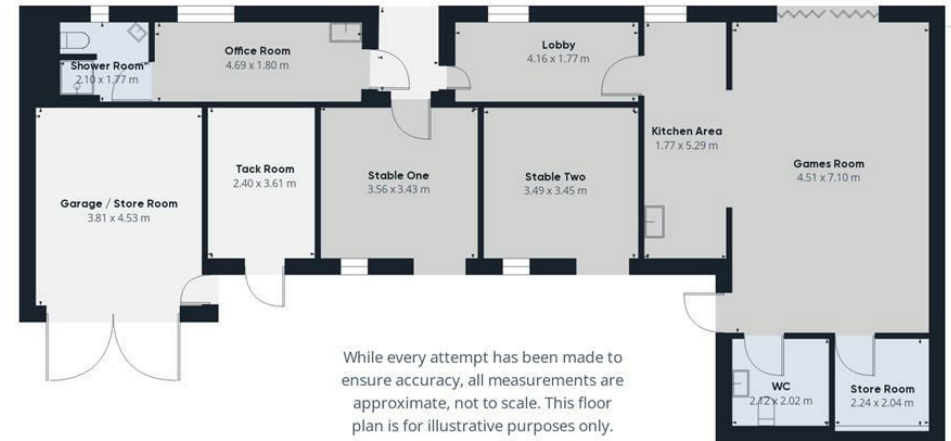 Shower Room
2.10 x 1.77 m
Office Room
4.69 x 1.80 m
Lobby
4.16 x 1.77 m
Kitchen Area
1.77 x 5.29 m
Games Room
4.51 x 7.10 m
Garage / Store Room
3.81 x 4.53 m
Tack Room
2.40 x 3.61 m
Stable One
3.56 x 3.43 m
Stable Two
3.49 x 3.45 m
WC
2.12 x 2.02 m
Store Room
2.24 x 2.04 m
While every attempt has been made to
ensure accuracy, all measurements are
approximate, not to scale. This floor
plan is for illustrative purposes only.